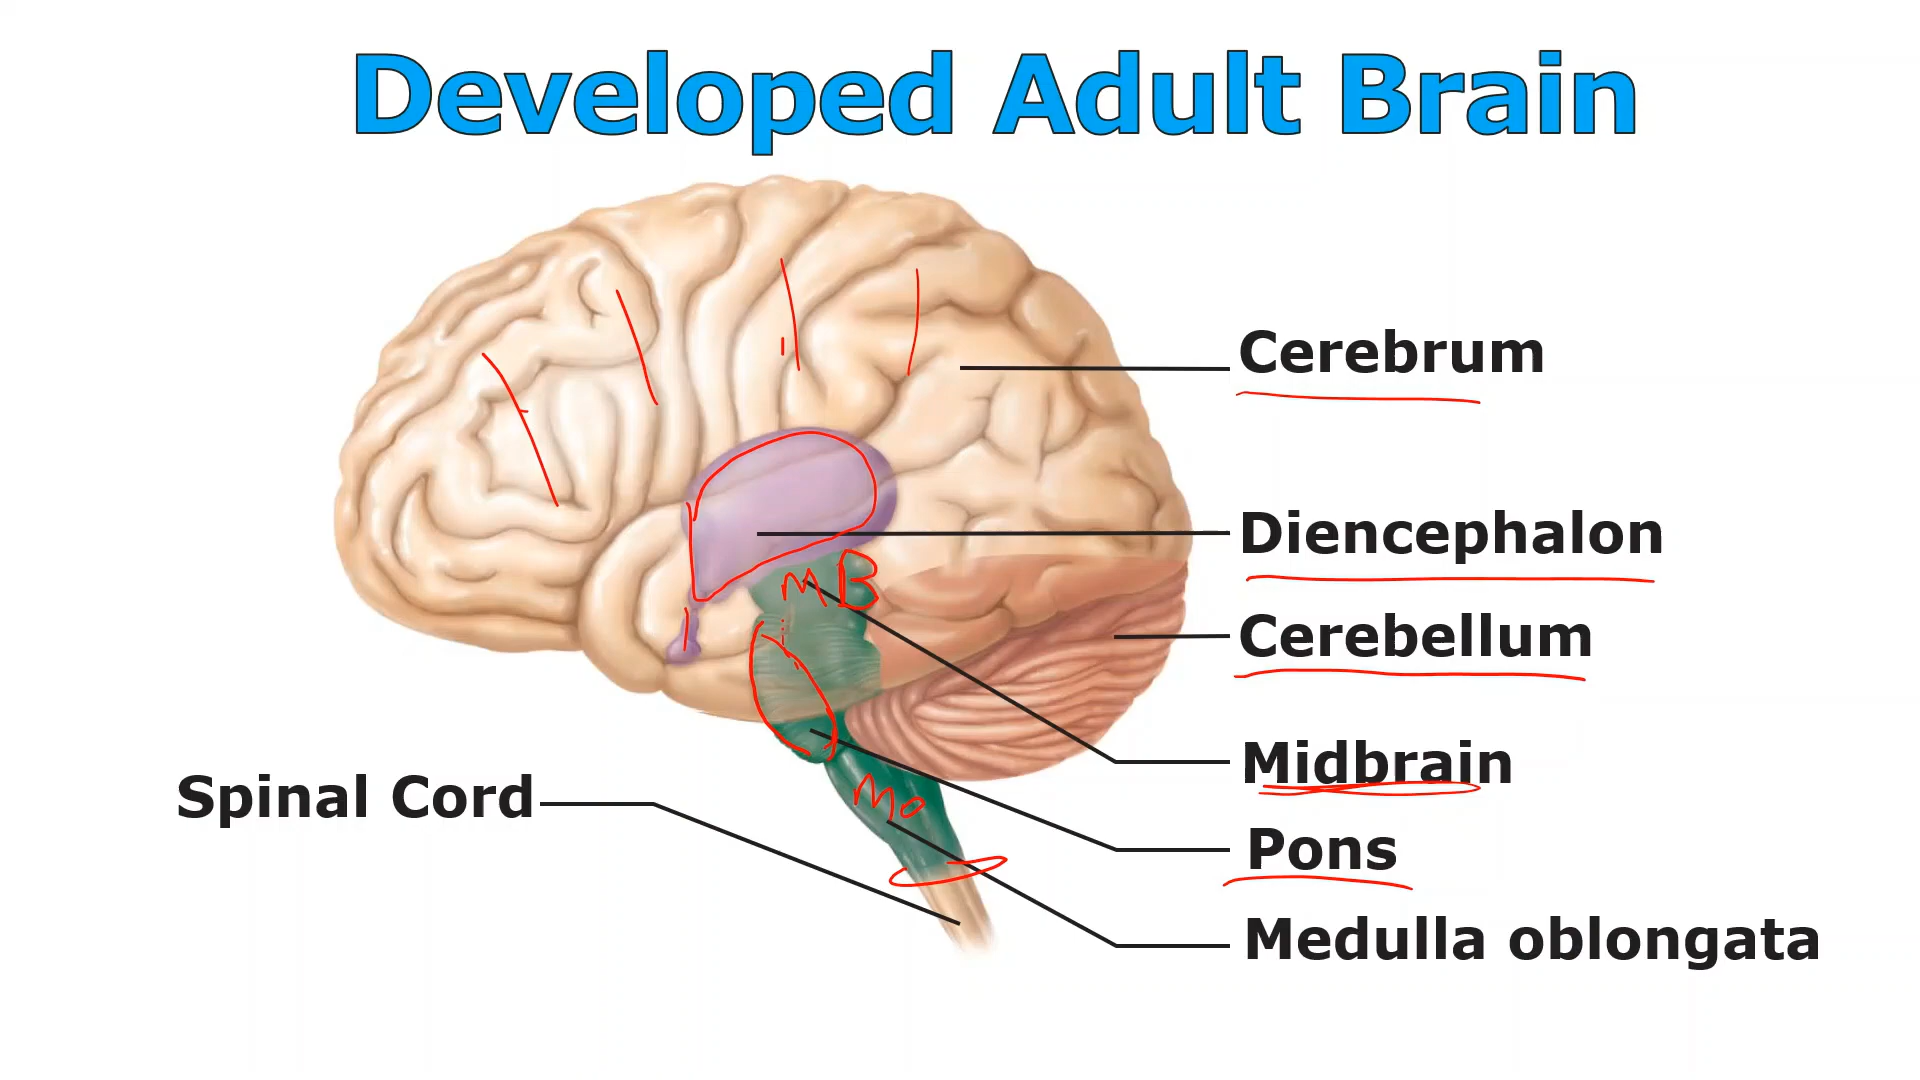 Developed Adult Brain
Cerebrum
Diencephalon
MB
Cerebellum
Midbrain
Spinal Cord
Mo
Pons
Medulla oblongata